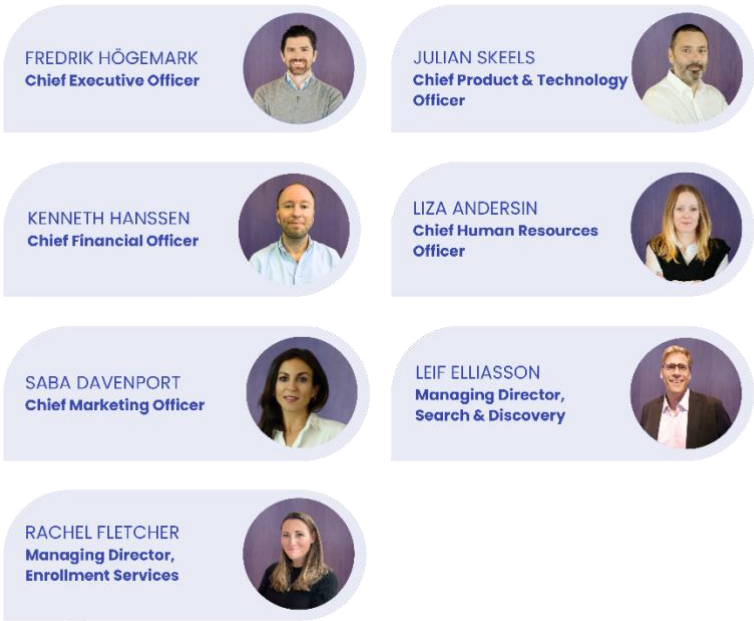 FREDRIK HÖGEMARK
Chief Executive Officer
JULIAN SKEELS
Chief Product & Technology
Officer
KENNETH HANSSEN
Chief Financial Officer
LIZA ANDERSIN
Chief Human Resources
Officer
SABA DAVENPORT
Chief Marketing Officer
LEIF ELLIASSON
Managing Director,
Search & Discovery
RACHEL FLETCHER
Managing Director,
Enrollment Services